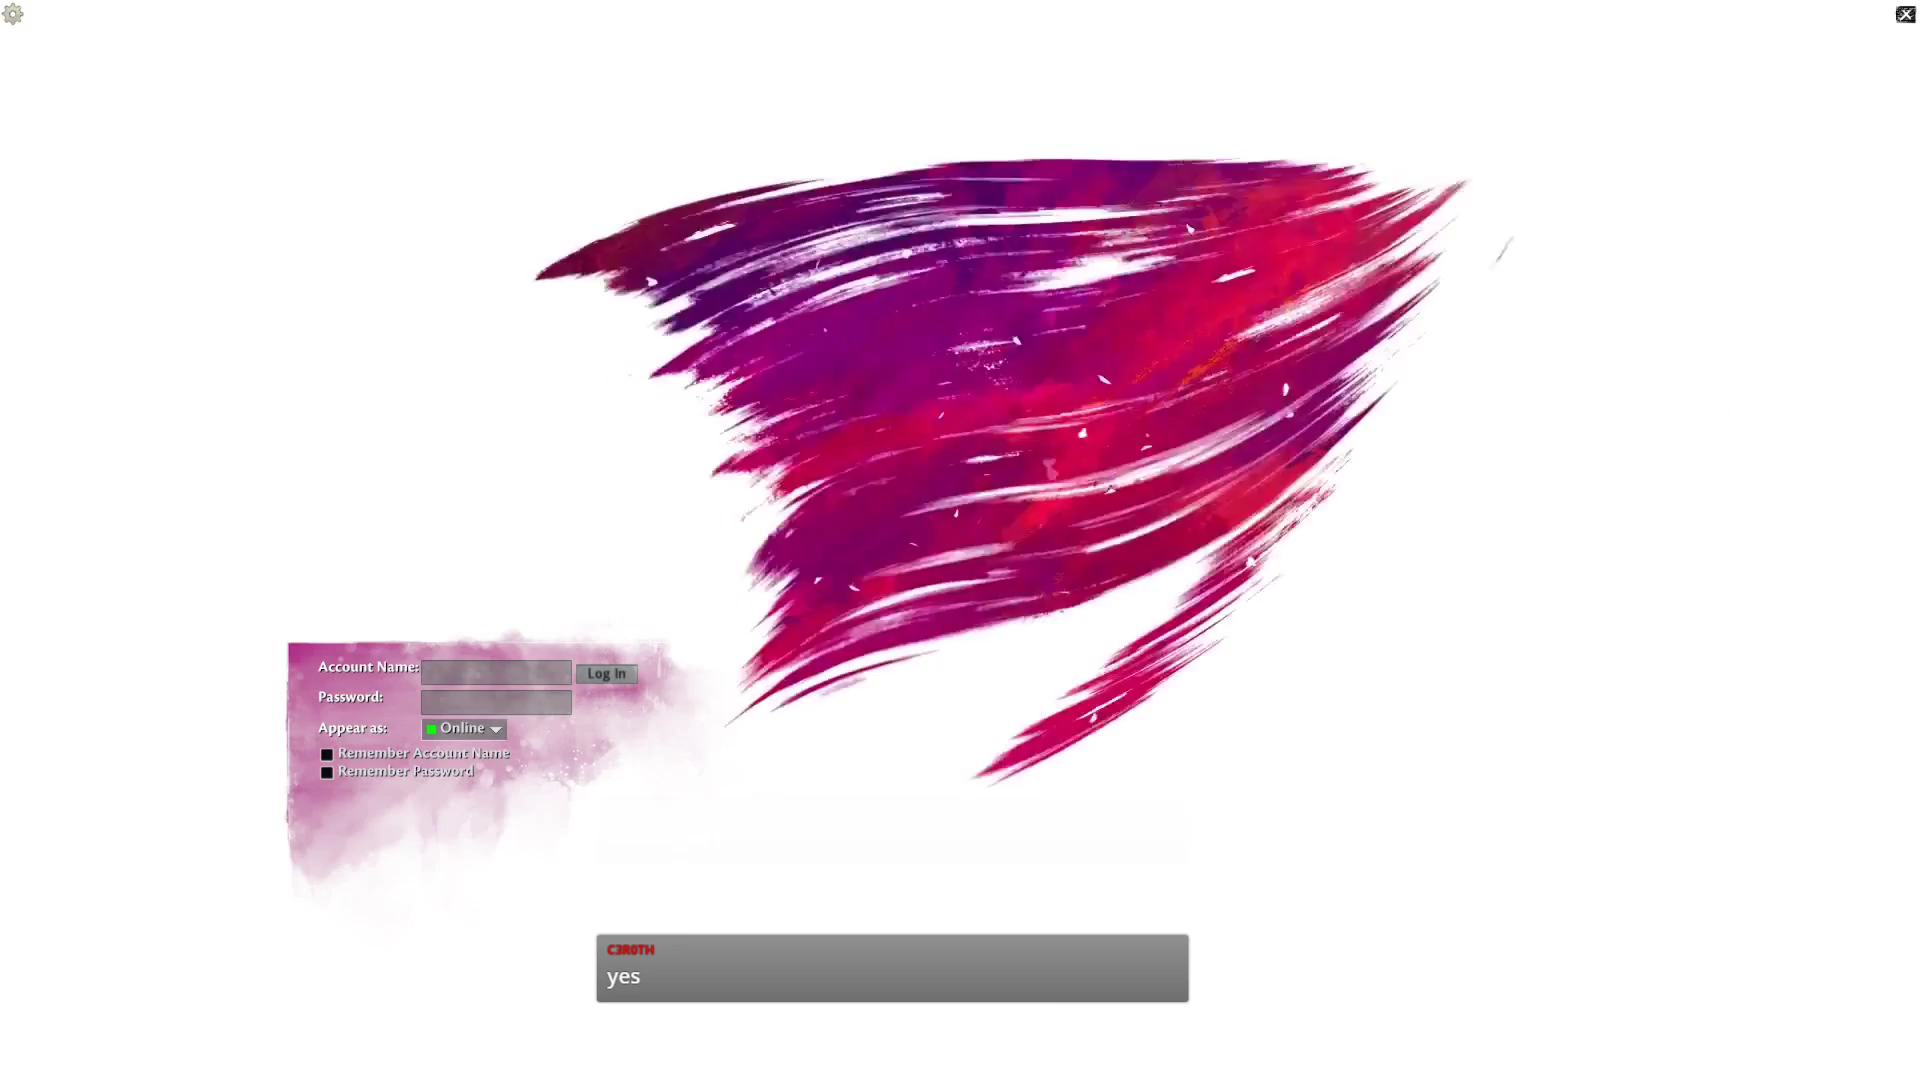 Account Name:
Log In
Password:
Appear as:
Online
Remember Account Name
Remember Password
C3R0TH
yes